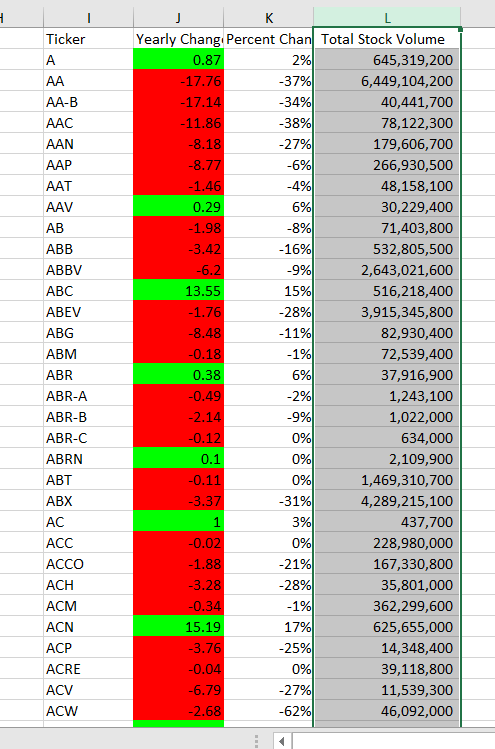 H I J K L
Ticker Yearly Chang Percent Chan Total Stock Volume
A 0.87 2% 645,319,200
AA -17.76 -37% 6,449,104,200
AA-B -17.14 -34% 40,441,700
AAC -11.86 -38% 78,122,300
AAN -8.18 -27% 179,606,700
AAP -8.77 -6% 266,930,500
AAT -1.46 -4% 48,158,100
AAV 0.29 6% 30,229,400
AB -1.98 -8% 71,403,800
ABB -3.42 -16% 532,805,500
ABBV -6.2 -9% 2,643,021,600
ABC 13.55 15% 516,218,400
ABEV -1.76 -28% 3,915,345,800
ABG -8.48 -11% 82,930,400
ABM -0.18 -1% 72,539,400
ABR 0.38 6% 37,916,900
ABR-A -0.49 -2% 1,243,100
ABR-B -2.14 -9% 1,022,000
ABR-C -0.12 0% 634,000
ABRN 0.1 0% 2,109,900
ABT -0.11 0% 1,469,310,700
ABX -3.37 -31% 4,289,215,100
AC 1 3% 437,700
ACC -0.02 0% 228,980,000
ACCO -1.88 -21% 167,330,800
ACH -3.28 -28% 35,801,000
ACM -0.34 -1% 362,299,600
ACN 15.19 17% 625,655,000
ACP -3.76 -25% 14,348,400
ACRE -0.04 0% 39,118,800
ACV -6.79 -27% 11,539,300
ACW -2.68 -62% 46,092,000